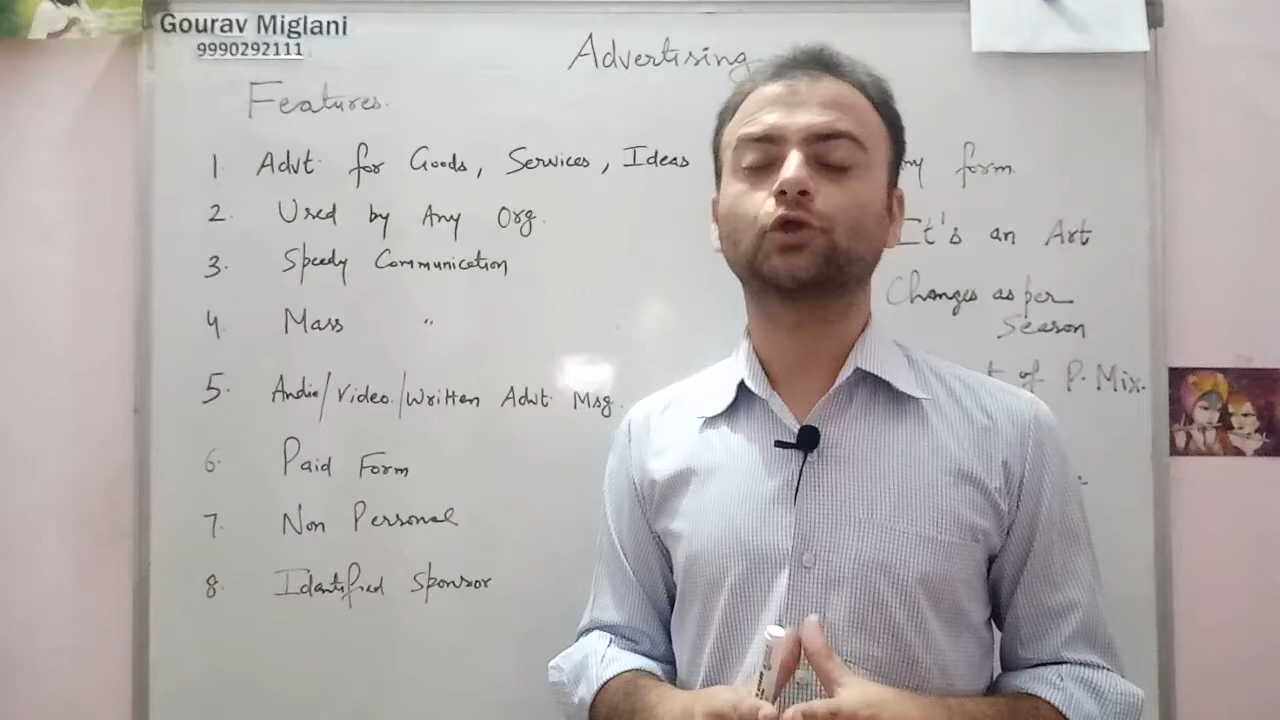 Gourav Miglani
9990292111
Advertising
Features.
1. Advt. for Goods, Services, Ideas
2. Used by Any Org.
3. Speedy Communication
4. Mass "
5. Audio/Video/Written Advt. Msg.
6. Paid Form
7. Non Personal
8. Identified Sponsor
form.
It's an Art
Changes as per
Season
of P. Mix.